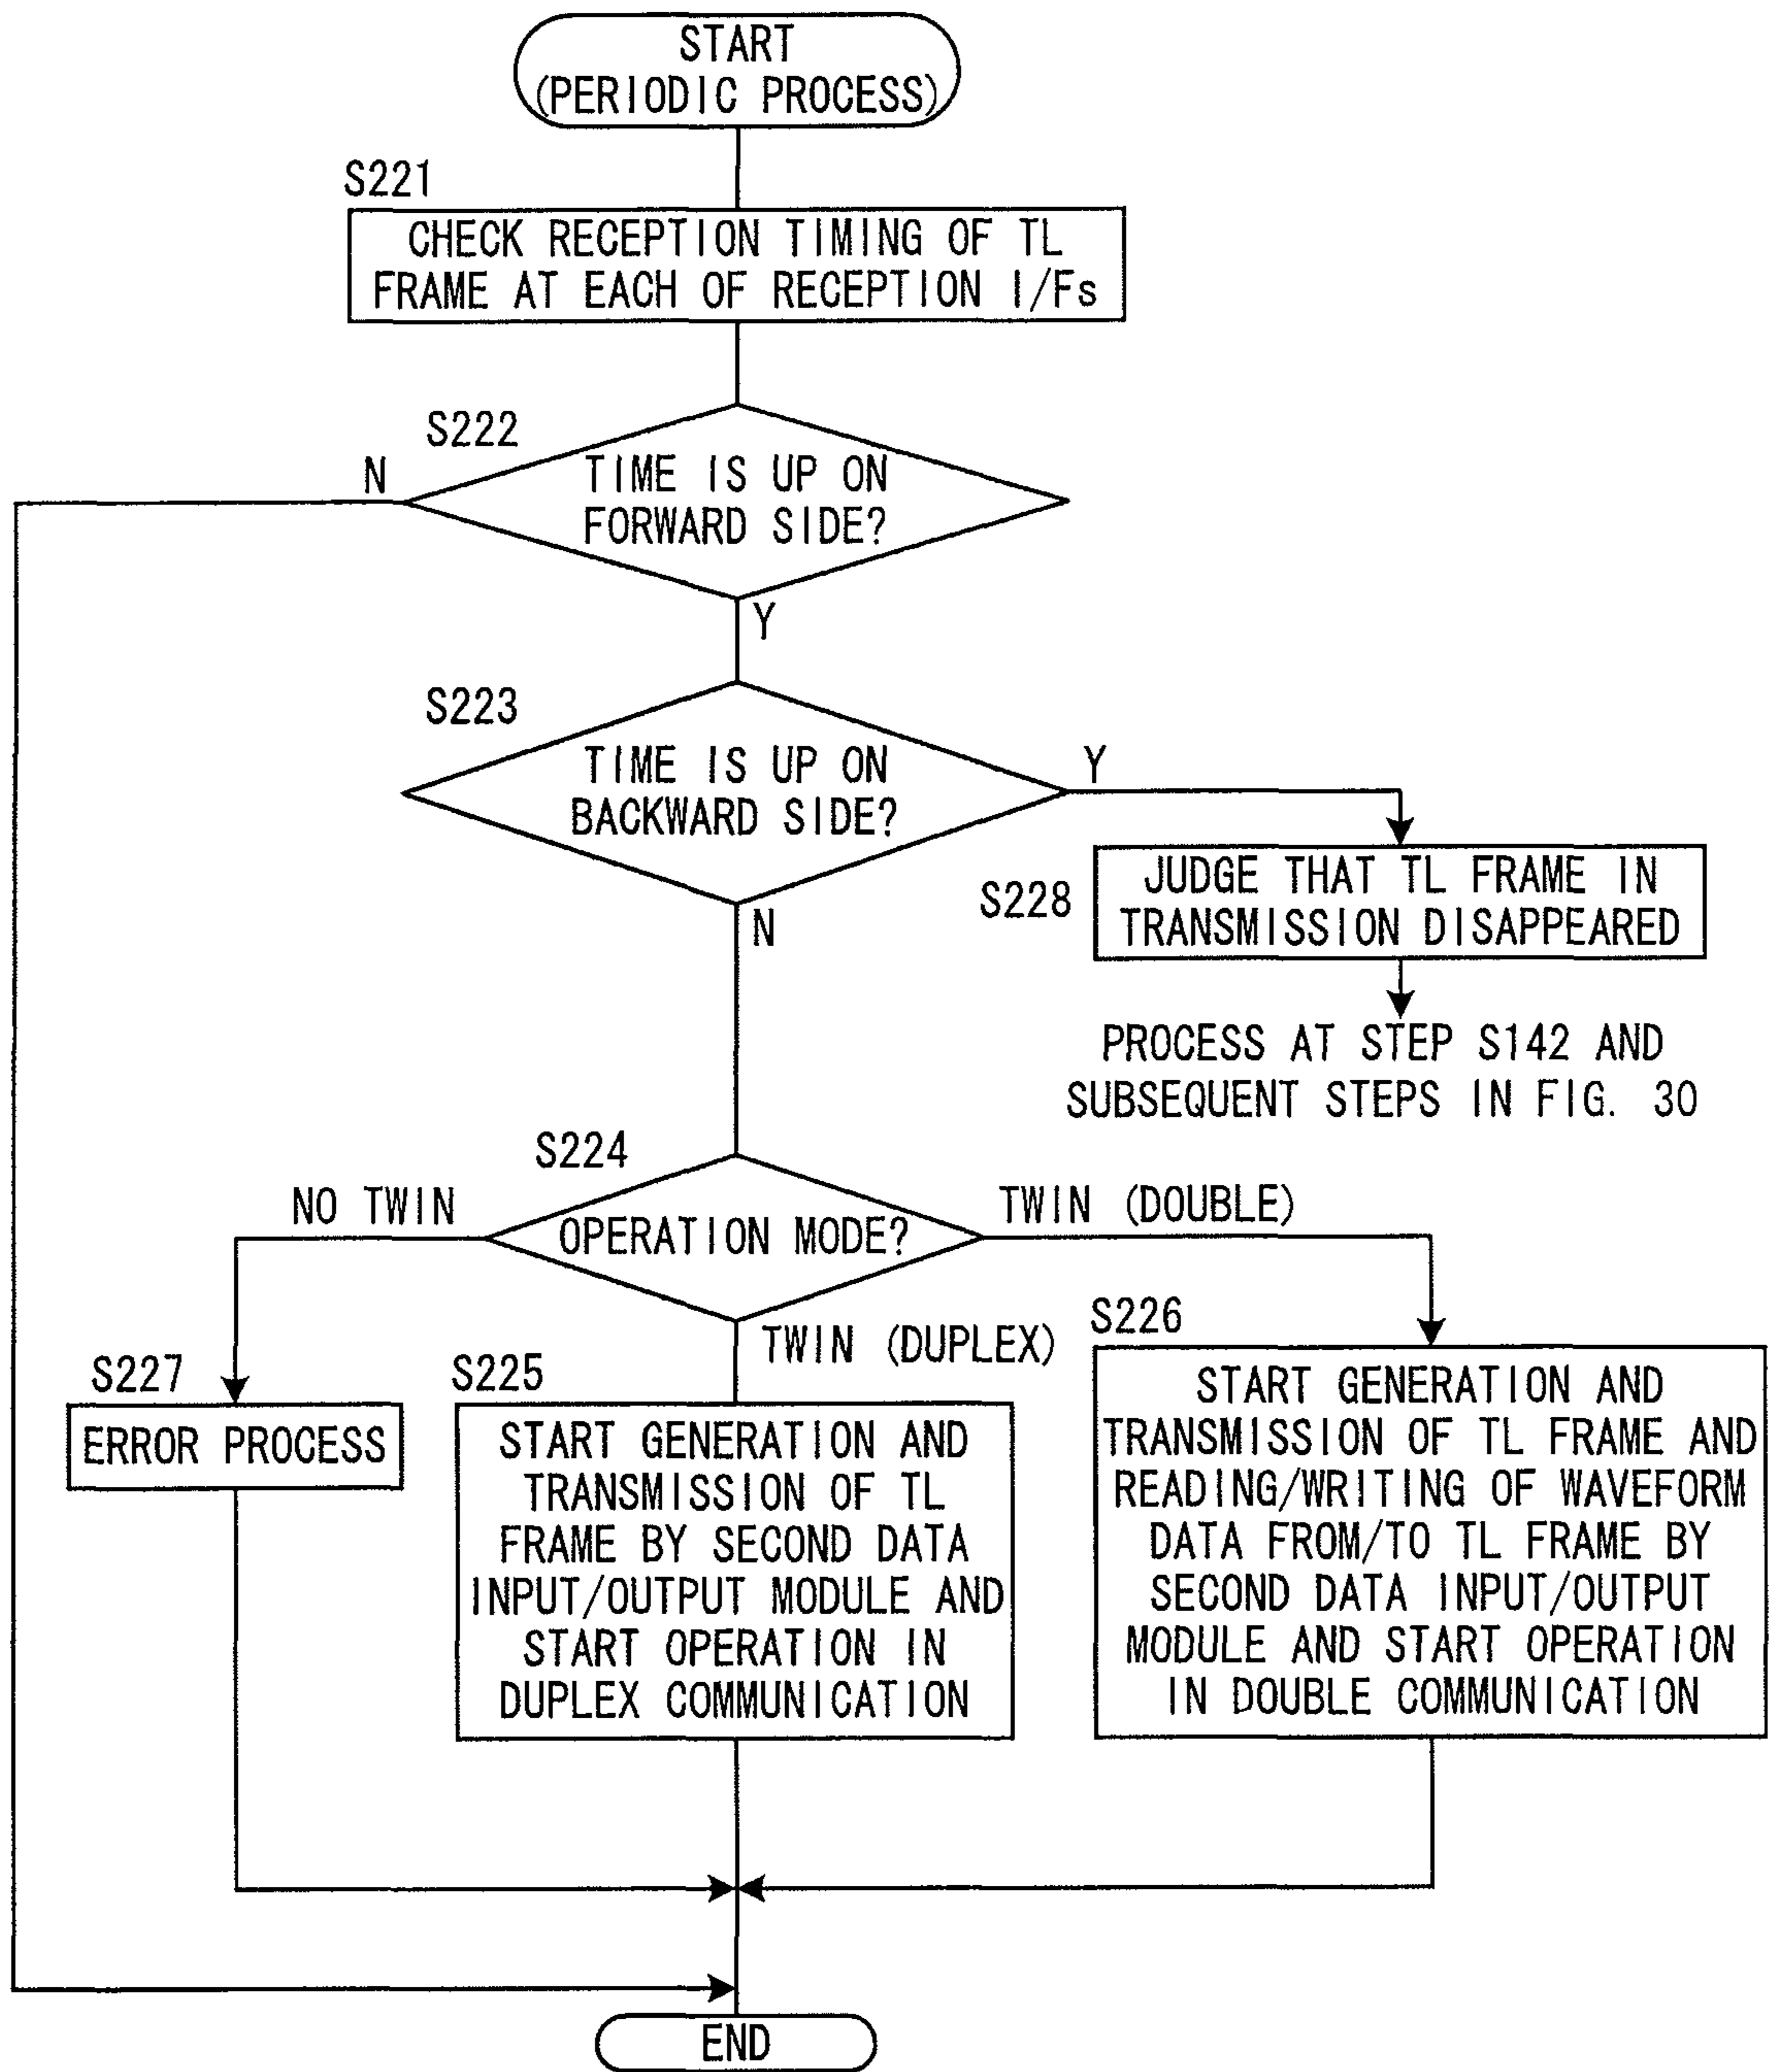 START
(PERIODIC PROCESS)
S221
CHECK RECEPTION TIMING OF TL
FRAME AT EACH OF RECEPTION I/Fs
S222
N
TIME IS UP ON
FORWARD SIDE?
Y
S223
TIME IS UP ON
BACKWARD SIDE?
Y
N
S228
JUDGE THAT TL FRAME IN
TRANSMISSION DISAPPEARED
PROCESS AT STEP S142 AND
SUBSEQUENT STEPS IN FIG. 30
S224
NO TWIN
OPERATION MODE?
TWIN (DOUBLE)
TWIN (DUPLEX)
S227
ERROR PROCESS
S225
START GENERATION AND
TRANSMISSION OF TL
FRAME BY SECOND DATA
INPUT/OUTPUT MODULE AND
START OPERATION IN
DUPLEX COMMUNICATION
S226
START GENERATION AND
TRANSMISSION OF TL FRAME AND
READING/WRITING OF WAVEFORM
DATA FROM/TO TL FRAME BY
SECOND DATA INPUT/OUTPUT
MODULE AND START OPERATION
IN DOUBLE COMMUNICATION
END